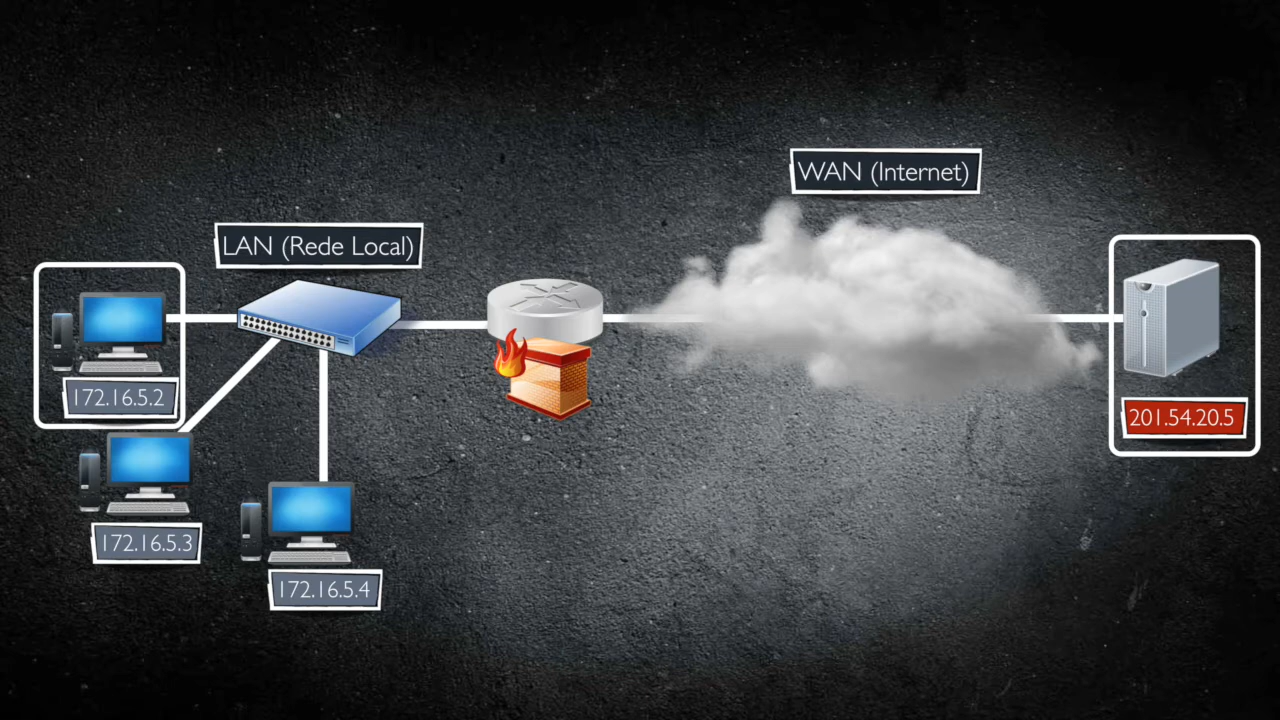 WAN (Internet)
LAN (Rede Local)
172.16.5.2
201.54.20.5
172.16.5.3
172.16.5.4